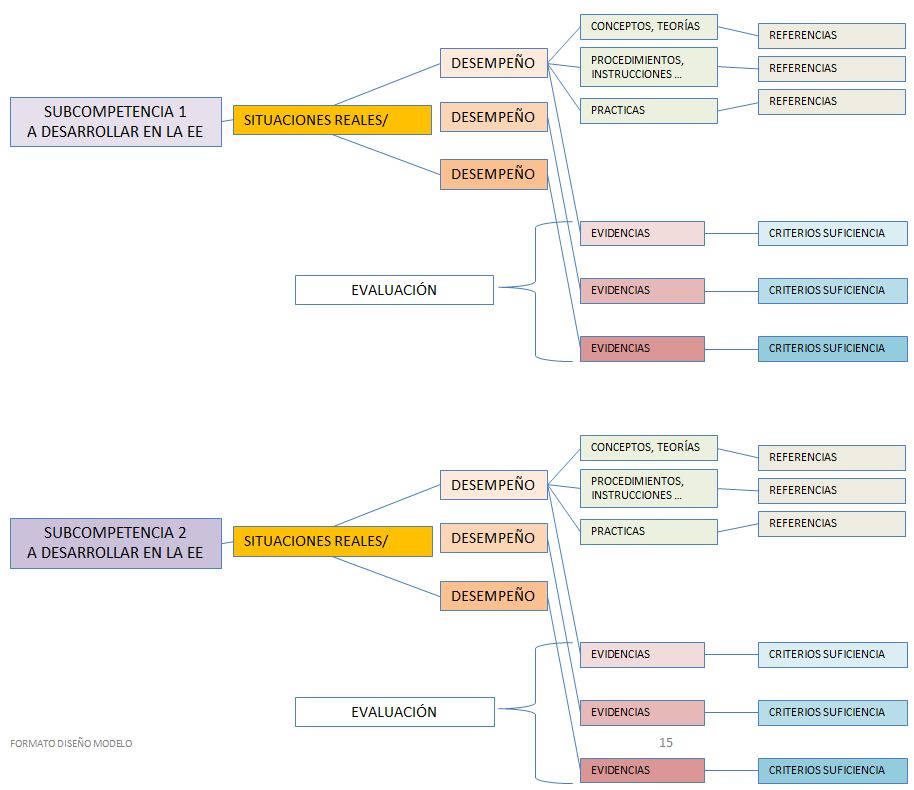 CONCEPTOS, TEORÍAS
REFERENCIAS
DESEMPEÑO
PROCEDIMIENTOS,
INSTRUCCIONES ...
REFERENCIAS
SUBCOMPETENCIA 1
A DESARROLLAR EN LA EE
SITUACIONES REALES/
DESEMPEÑO
PRACTICAS
REFERENCIAS
DESEMPEÑO
EVIDENCIAS
CRITERIOS SUFICIENCIA
EVALUACIÓN
EVIDENCIAS
CRITERIOS SUFICIENCIA
EVIDENCIAS
CRITERIOS SUFICIENCIA
CONCEPTOS, TEORÍAS
REFERENCIAS
DESEMPEÑO
PROCEDIMIENTOS,
INSTRUCCIONES ...
REFERENCIAS
SUBCOMPETENCIA 2
A DESARROLLAR EN LA EE
SITUACIONES REALES/
DESEMPEÑO
PRACTICAS
REFERENCIAS
DESEMPEÑO
EVIDENCIAS
CRITERIOS SUFICIENCIA
EVALUACIÓN
EVIDENCIAS
CRITERIOS SUFICIENCIA
FORMATO DISEÑO MODELO
15
EVIDENCIAS
CRITERIOS SUFICIENCIA